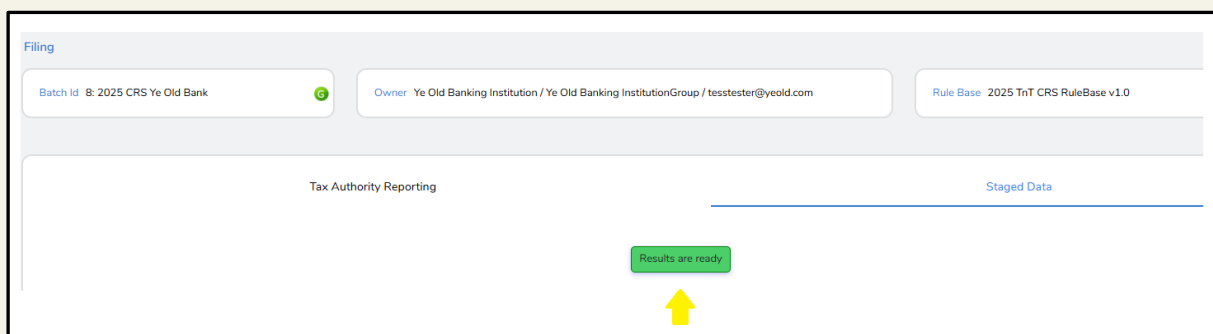 Filing
Batch Id 8: 2025 CRS Ye Old Bank G
Owner Ye Old Banking Institution / Ye Old Banking InstitutionGroup / tesstester@yeold.com
Rule Base 2025 TnT CRS RuleBase v1.0
Tax Authority Reporting
Staged Data
Results are ready